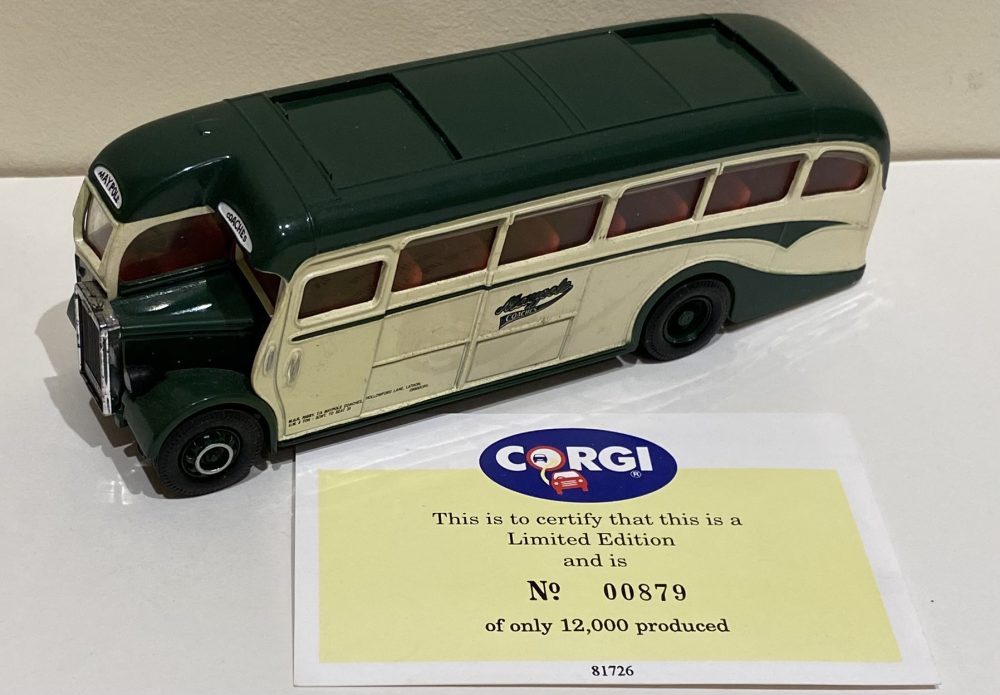 MAYPOLE
COACHES
Maypole
COACHES
CORGI
®
This is to certify that this is a
Limited Edition
and is
Nº 00879
of only 12,000 produced
81726